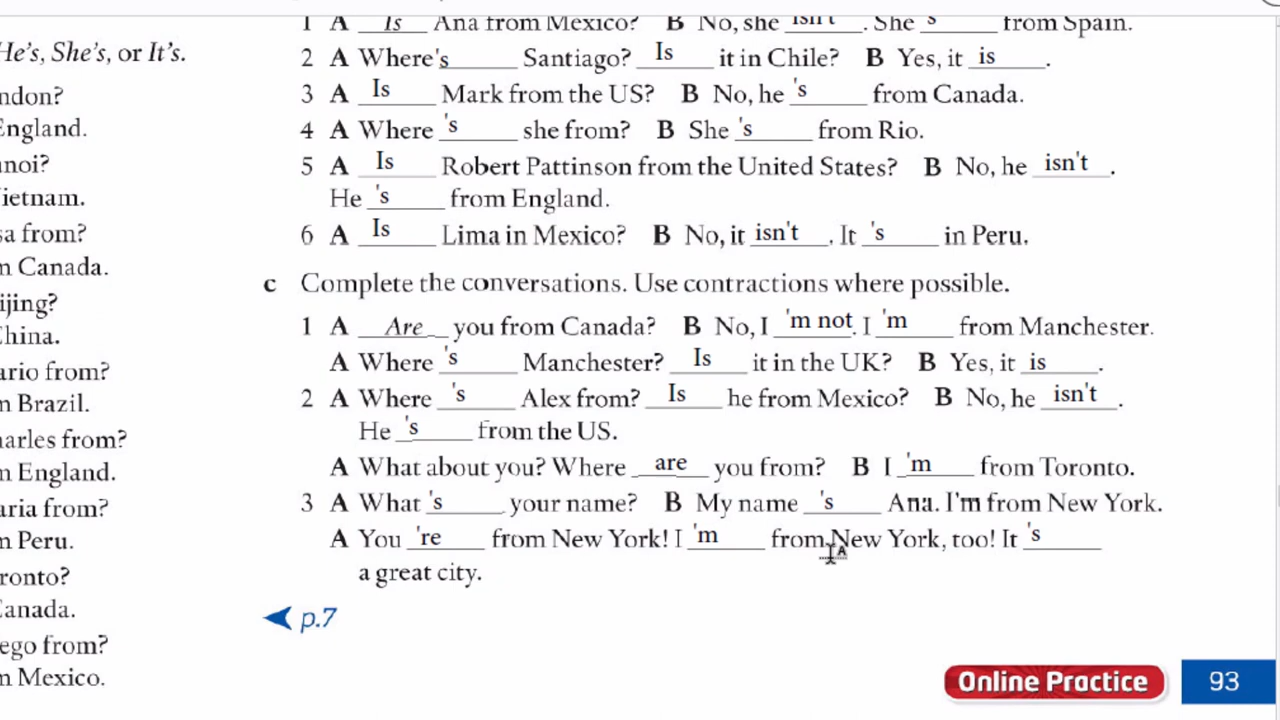 He's, She's, or It's.
ndon?
England.
anoi?
ietnam.
sa from?
n Canada.
ijing?
China.
ario from?
n Brazil.
harles from?
m England.
aria from?
m Peru.
ronto?
Canada.
ego from?
n Mexico.
1 A Is Ana from Mexico? B No, she isn't. She 's from Spain.
2 A Where's Santiago? Is it in Chile? B Yes, it is.
3 A Is Mark from the US? B No, he 's from Canada.
4 A Where 's she from? B She 's from Rio.
5 A Is Robert Pattinson from the United States? B No, he isn't.
He 's from England.
6 A Is Lima in Mexico? B No, it isn't. It 's in Peru.
c Complete the conversations. Use contractions where possible.
1 A Are you from Canada? B No, I 'm not. I 'm from Manchester.
A Where 's Manchester? Is it in the UK? B Yes, it is.
2 A Where 's Alex from? Is he from Mexico? B No, he isn't.
He 's from the US.
A What about you? Where are you from? B I 'm from Toronto.
3 A What 's your name? B My name 's Ana. I'm from New York.
A You 're from New York! I 'm from New York, too! It 's
a great city.
p.7
Online Practice
93